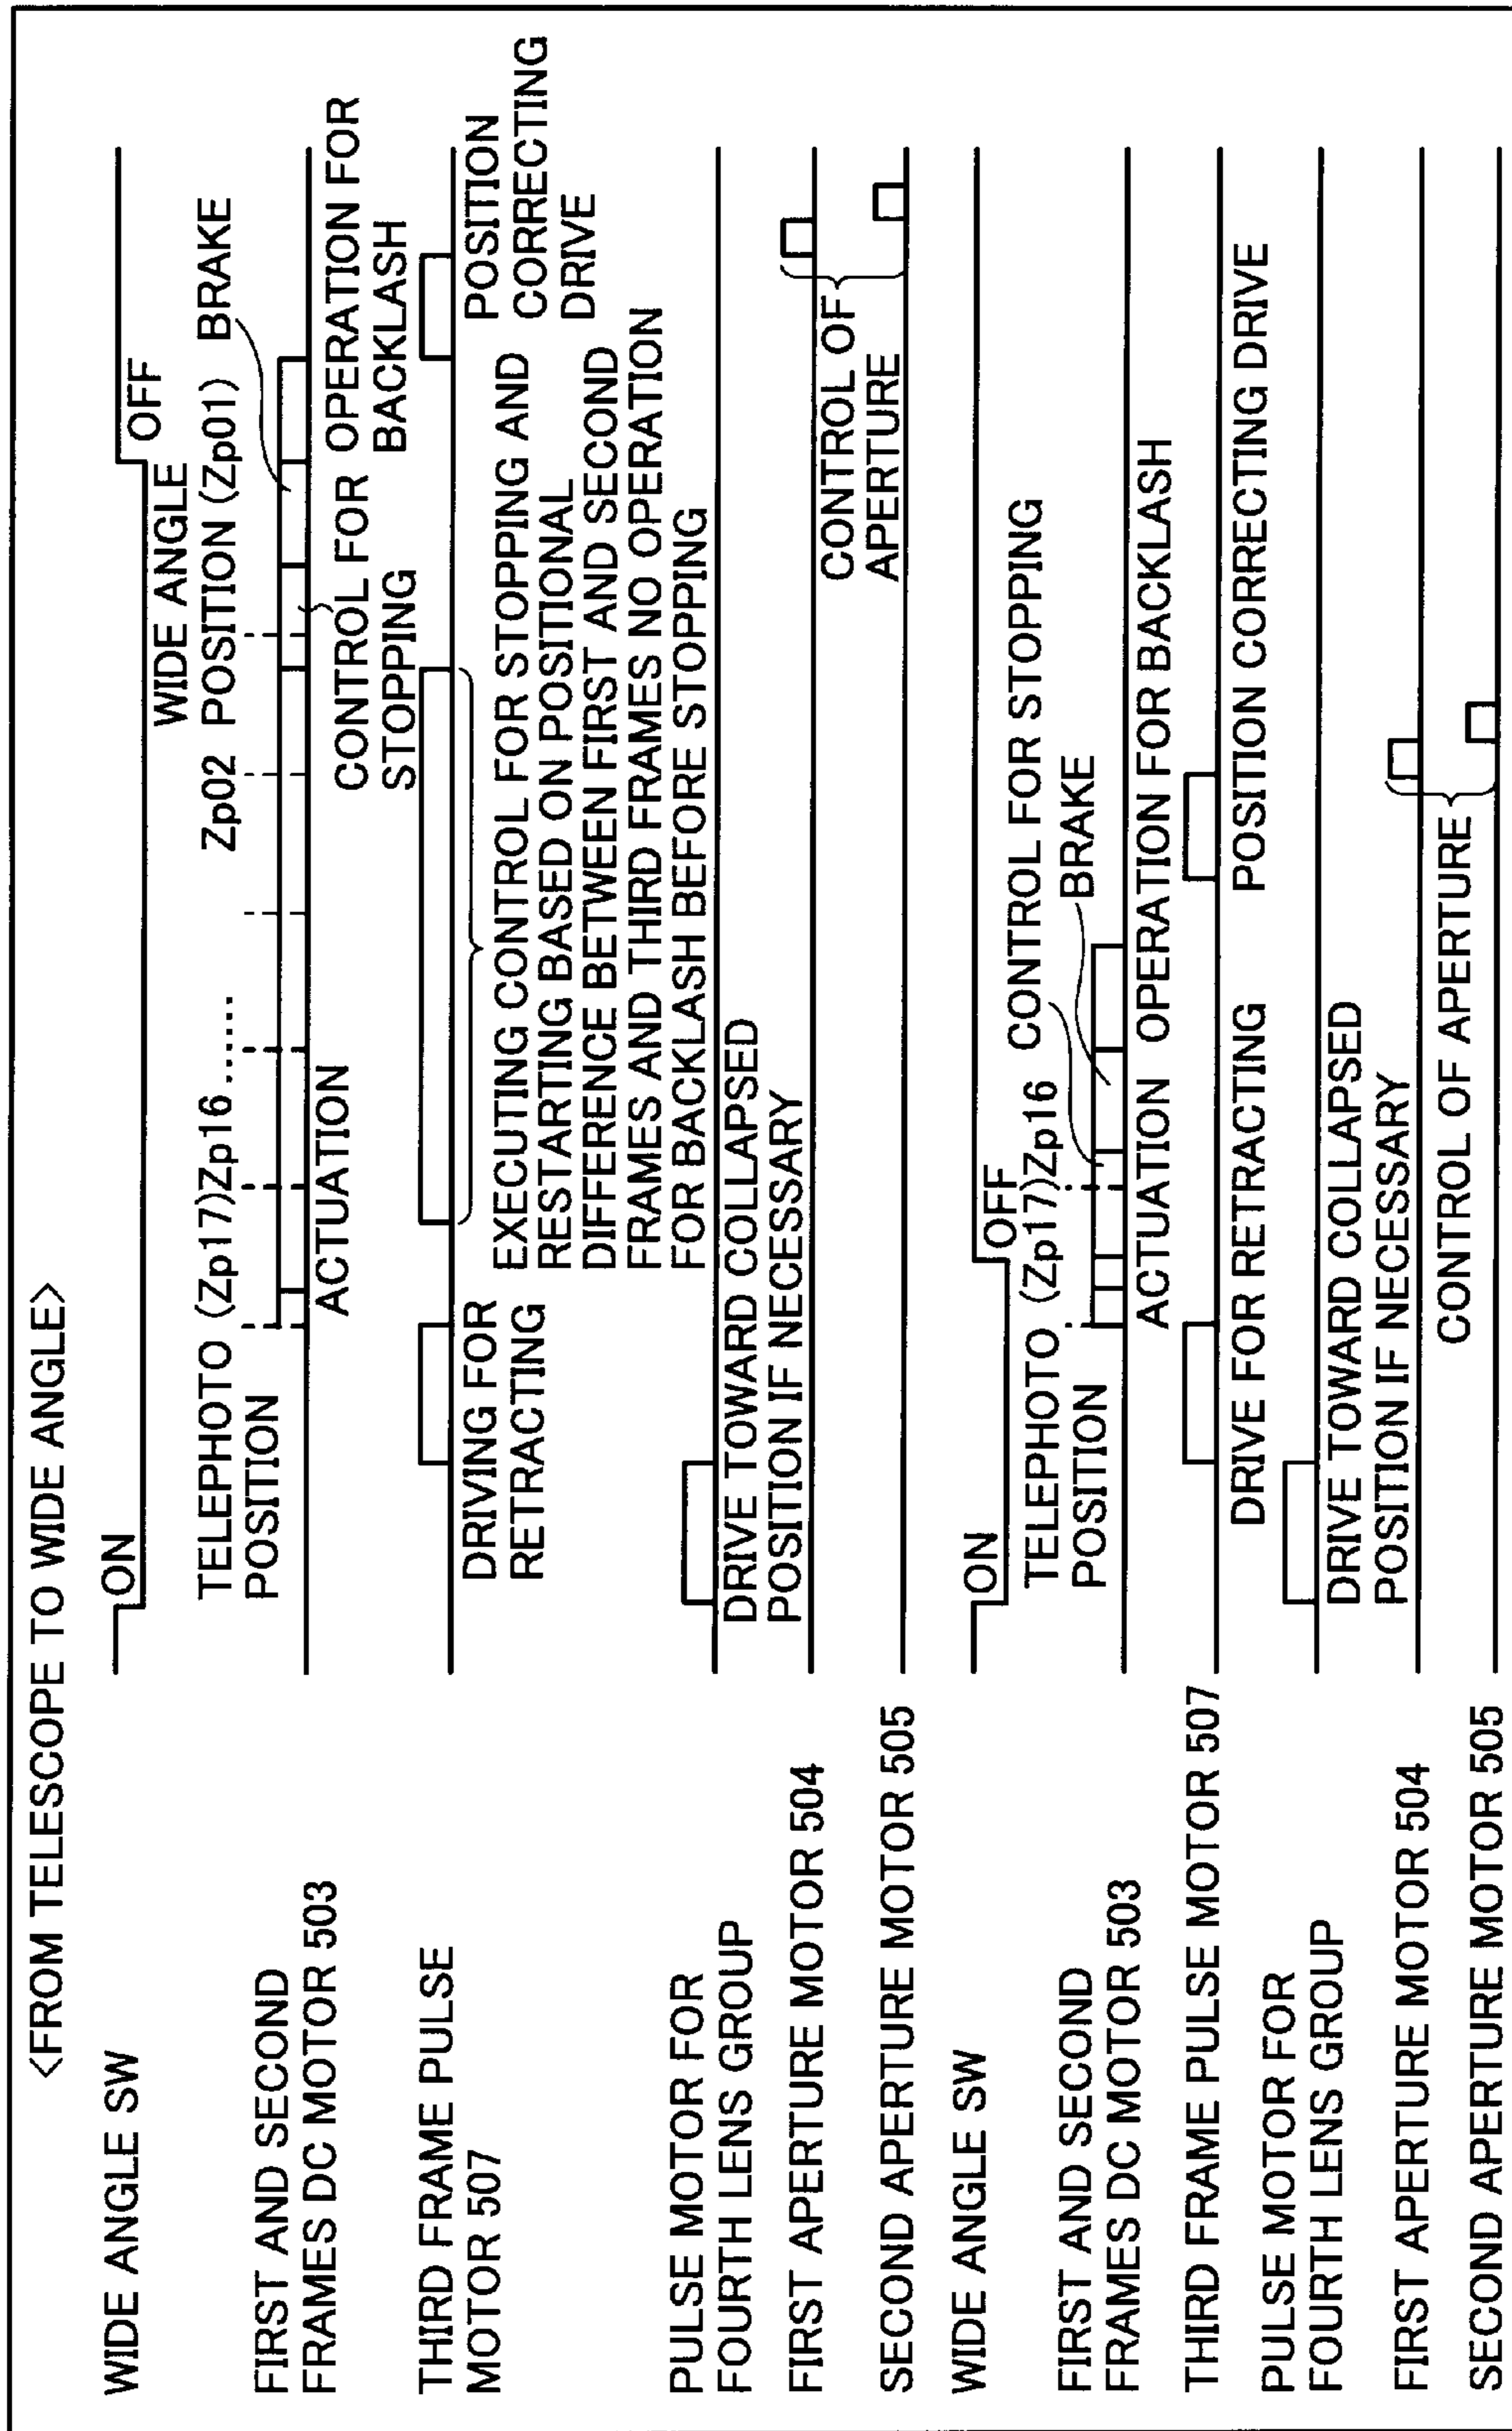 <FROM TELESCOPE TO WIDE ANGLE>
WIDE ANGLE SW
ON
OFF
WIDE ANGLE
FIRST AND SECOND
FRAMES DC MOTOR 503
TELEPHOTO (Zp17)Zp16......
POSITION
Zp02 POSITION (Zp01)
BRAKE
ACTUATION
CONTROL FOR
STOPPING
OPERATION FOR
BACKLASH
THIRD FRAME PULSE
MOTOR 507
DRIVING FOR
RETRACTING
EXECUTING CONTROL FOR STOPPING AND
RESTARTING BASED ON POSITIONAL
DIFFERENCE BETWEEN FIRST AND SECOND
FRAMES AND THIRD FRAMES NO OPERATION
FOR BACKLASH BEFORE STOPPING
POSITION
CORRECTING
DRIVE
PULSE MOTOR FOR
FOURTH LENS GROUP
DRIVE TOWARD COLLAPSED
POSITION IF NECESSARY
FIRST APERTURE MOTOR 504
CONTROL OF
APERTURE
SECOND APERTURE MOTOR 505
WIDE ANGLE SW
ON
OFF
FIRST AND SECOND
FRAMES DC MOTOR 503
TELEPHOTO (Zp17)Zp16
POSITION
CONTROL FOR STOPPING
BRAKE
ACTUATION
OPERATION FOR BACKLASH
THIRD FRAME PULSE MOTOR 507
DRIVE FOR RETRACTING
POSITION CORRECTING DRIVE
PULSE MOTOR FOR
FOURTH LENS GROUP
DRIVE TOWARD COLLAPSED
POSITION IF NECESSARY
FIRST APERTURE MOTOR 504
CONTROL OF APERTURE
SECOND APERTURE MOTOR 505